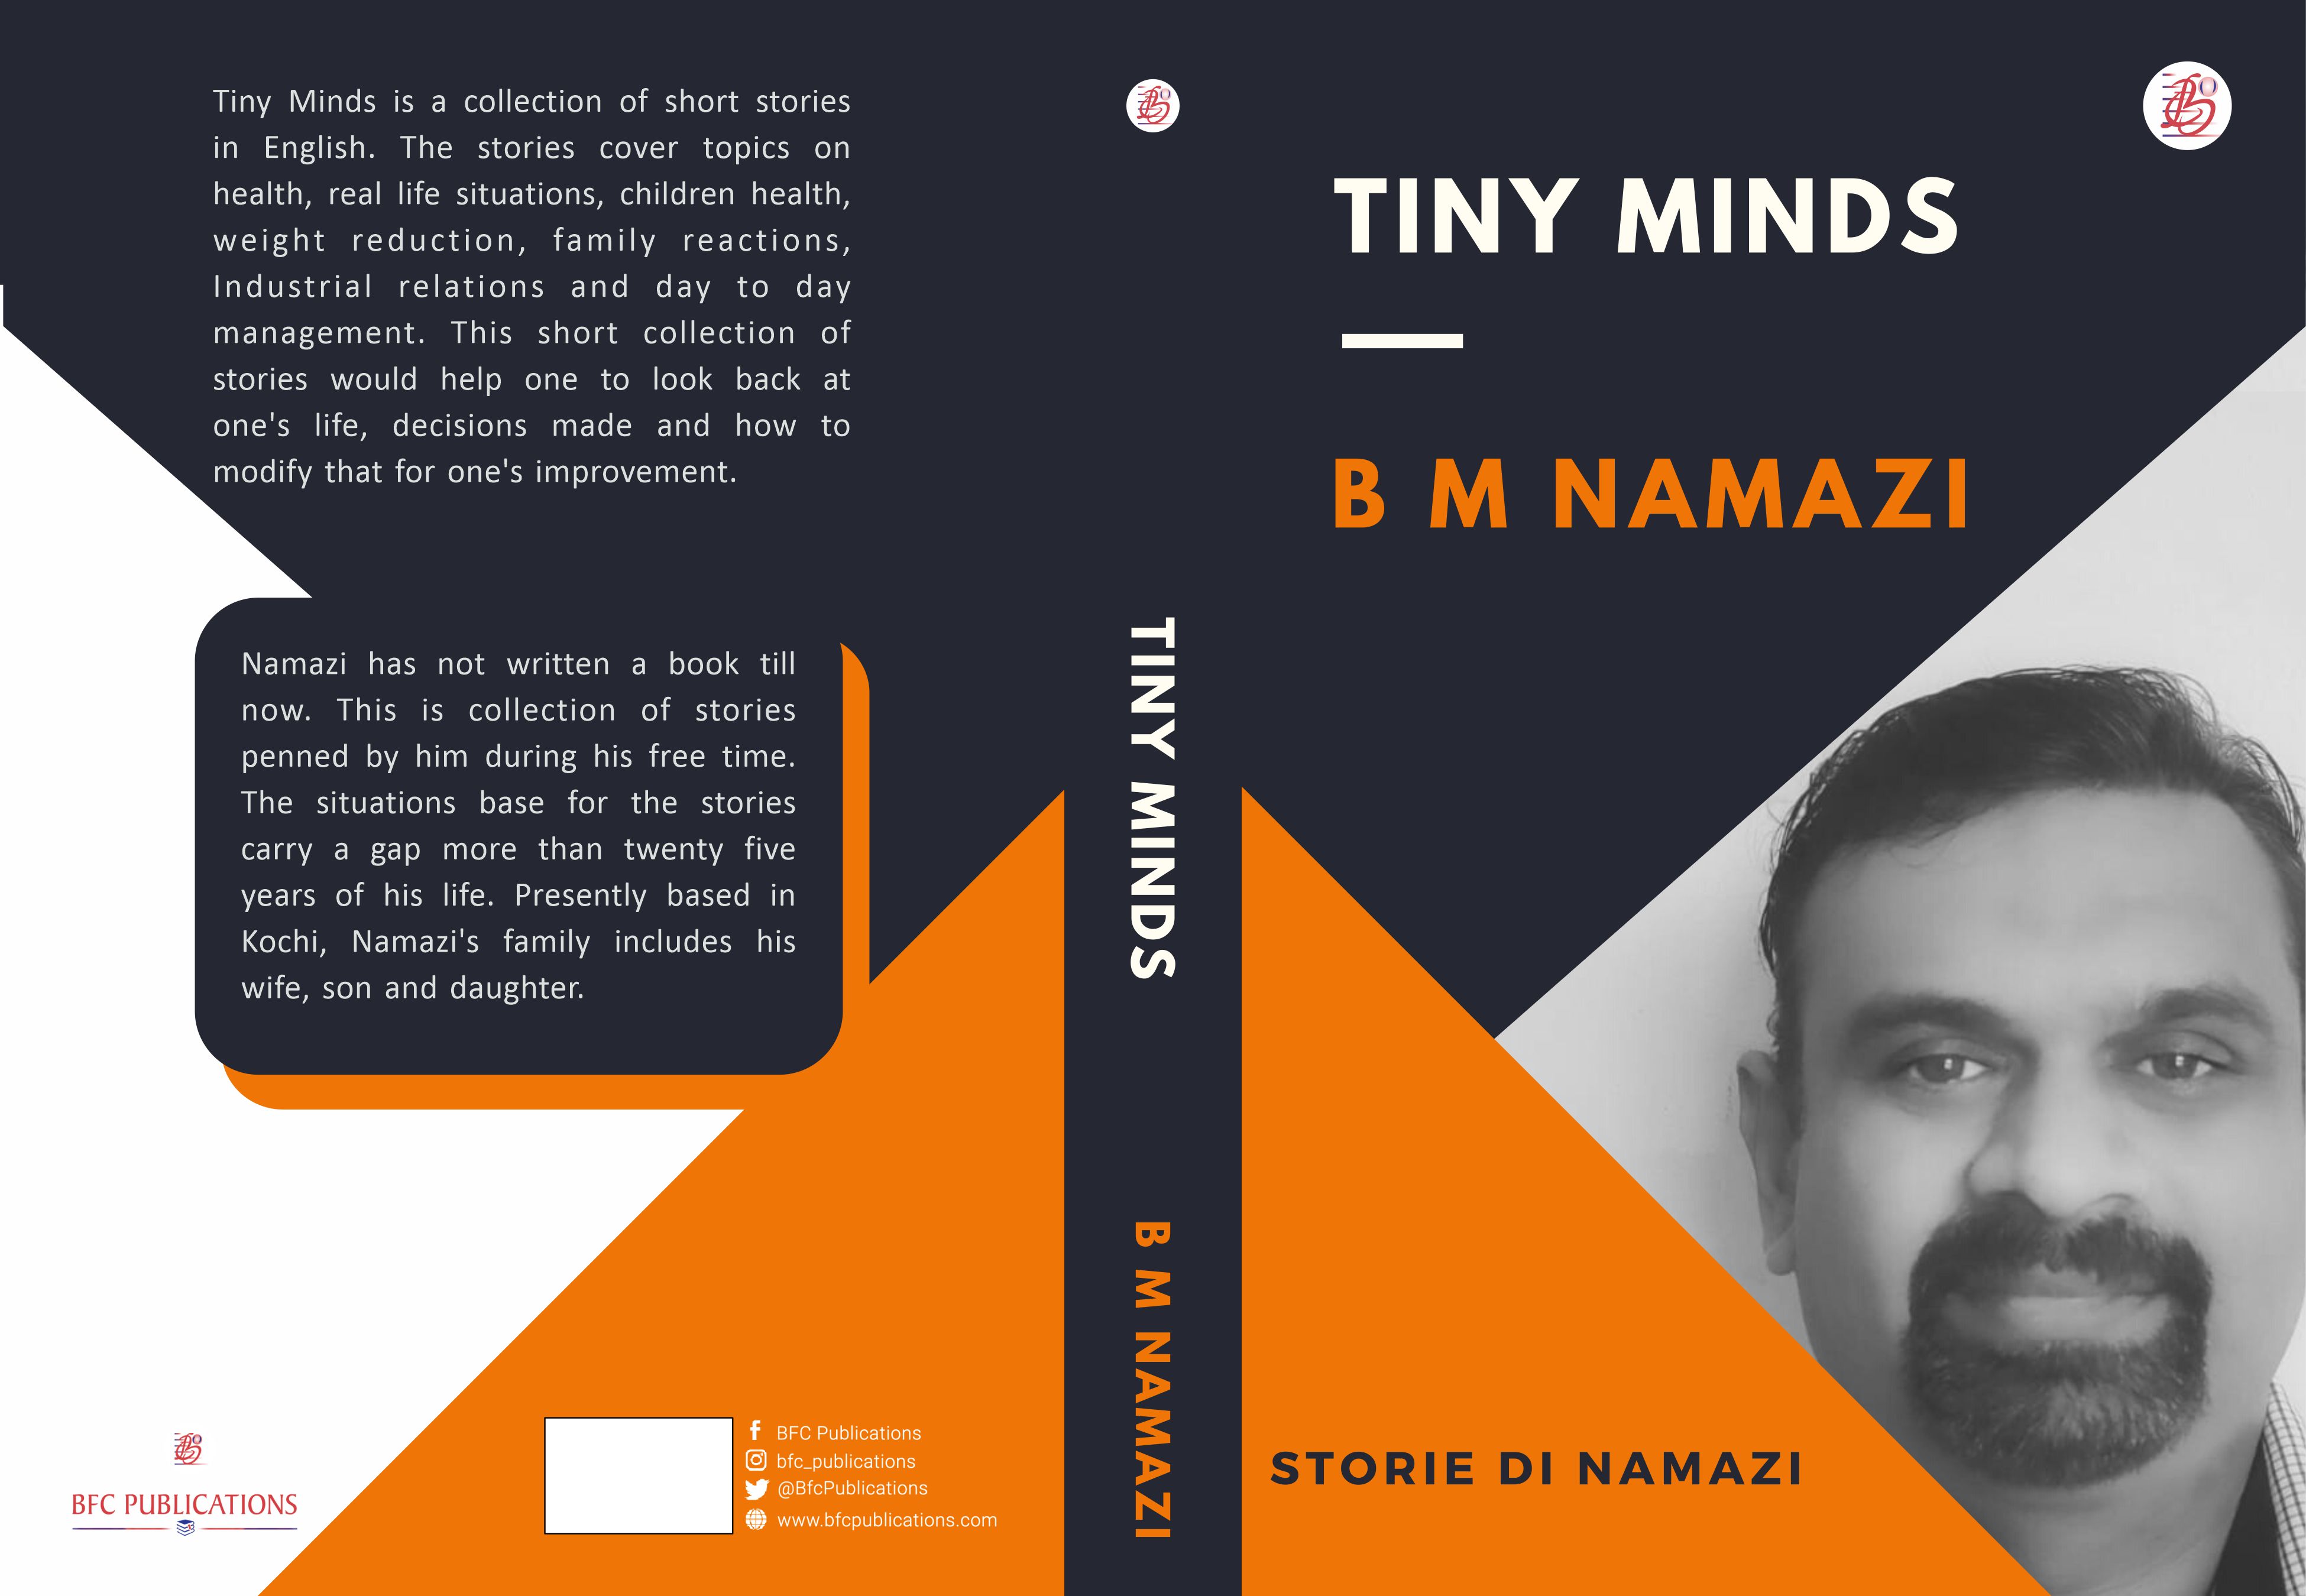 Tiny Minds is a collection of short stories
in English. The stories cover topics on
health, real life situations, children health,
weight reduction, family reactions,
Industrial relations and day to day
management. This short collection of
stories would help one to look back at
one's life, decisions made and how to
modify that for one's improvement.
Namazi has not written a book till
now. This is collection of stories
penned by him during his free time.
The situations base for the stories
carry a gap more than twenty five
years of his life. Presently based in
Kochi, Namazi's family includes his
wife, son and daughter.
BFC PUBLICATIONS
BFC Publications
bfc_publications
@BfcPublications
www.bfcpublications.com
TINY MINDS
B M NAMAZI
TINY MINDS
B M NAMAZI
STORIE DI NAMAZI